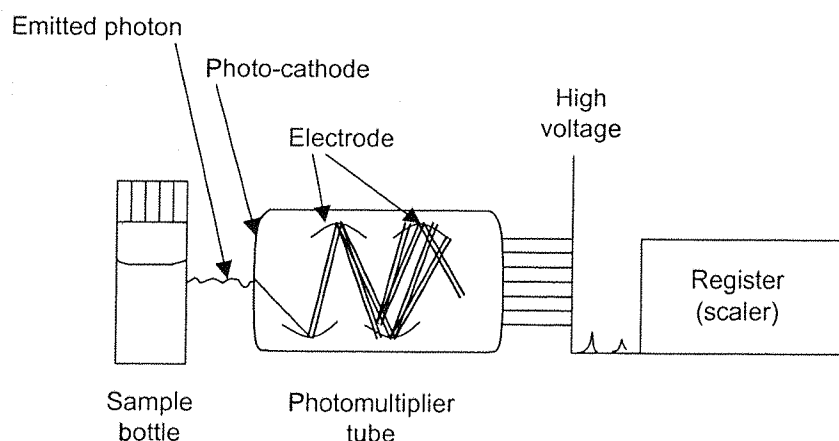 Emitted photon
Photo-cathode
High
voltage
Electrode
Register
(scaler)
Sample
bottle
Photomultiplier
tube